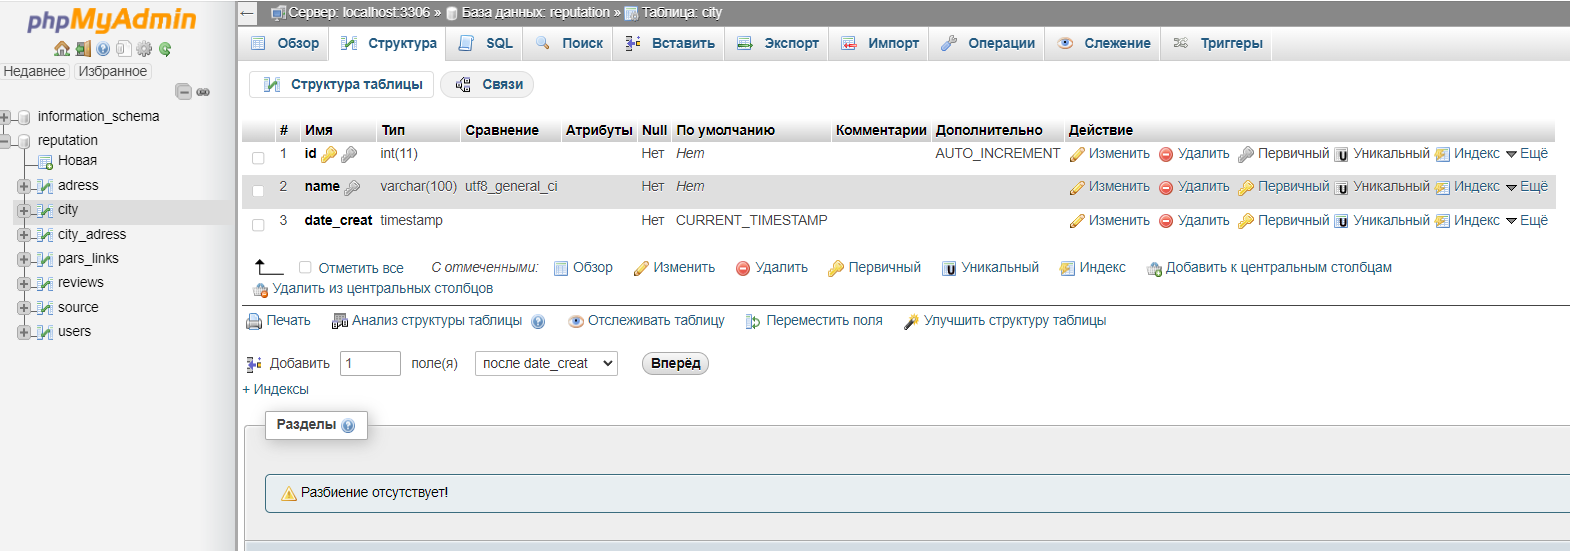 phpMyAdmin
Недавнее Избранное
information_schema
reputation
Новая
adress
city
city_adress
pars_links
reviews
source
users
← Сервер: localhost:3306 » База данных: reputation » Таблица: city
Обзор Структура SQL Поиск Вставить Экспорт Импорт Операции Слежение Триггеры
Структура таблицы Связи
# Имя Тип Сравнение Атрибуты Null По умолчанию Комментарии Дополнительно Действие
1 id int(11) Нет Нет AUTO_INCREMENT Изменить Удалить Первичный Уникальный Индекс Ещё
2 name varchar(100) utf8_general_ci Нет Нет Изменить Удалить Первичный Уникальный Индекс Ещё
3 date_creat timestamp Нет CURRENT_TIMESTAMP Изменить Удалить Первичный Уникальный Индекс Ещё
Отметить все С отмеченными: Обзор Изменить Удалить Первичный Уникальный Индекс Добавить к центральным столбцам
Удалить из центральных столбцов
Печать Анализ структуры таблицы Отслеживать таблицу Переместить поля Улучшить структуру таблицы
Добавить 1 поле(я) после date_creat Вперёд
+ Индексы
Разделы
Разбиение отсутствует!